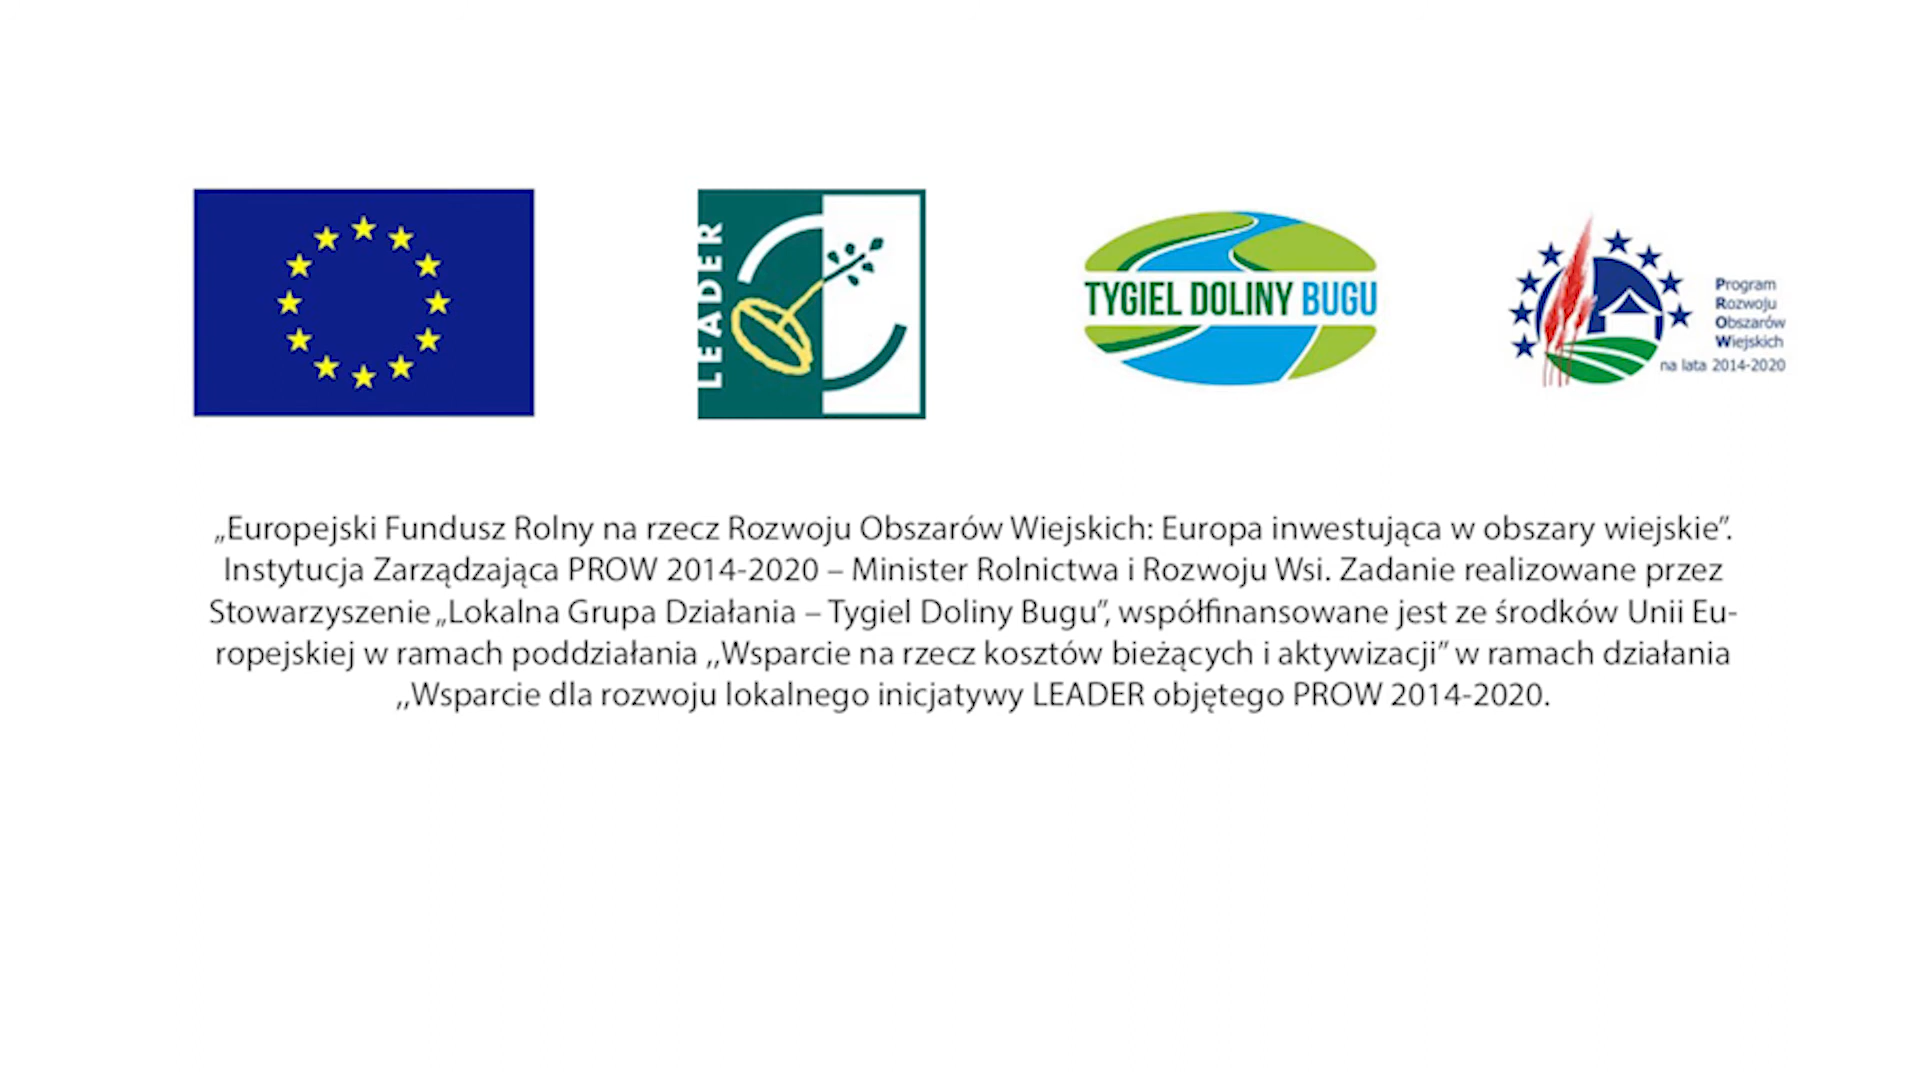 LEADER
TYGIEL DOLINY BUGU
Program
Rozwoju
Obszarów
Wiejskich
na lata 2014-2020
„Europejski Fundusz Rolny na rzecz Rozwoju Obszarów Wiejskich: Europa inwestująca w obszary wiejskie”.
Instytucja Zarządzająca PROW 2014-2020 – Minister Rolnictwa i Rozwoju Wsi. Zadanie realizowane przez
Stowarzyszenie „Lokalna Grupa Działania – Tygiel Doliny Bugu”, współfinansowane jest ze środków Unii Eu-
ropejskiej w ramach poddziałania ,,Wsparcie na rzecz kosztów bieżących i aktywizacji” w ramach działania
,,Wsparcie dla rozwoju lokalnego inicjatywy LEADER objętego PROW 2014-2020.